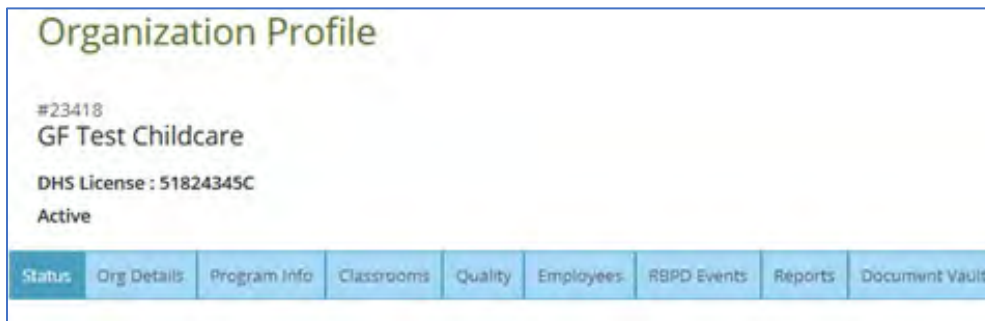 Organization Profile
#23418
GF Test Childcare
DHS License : 51824345C
Active
Status Org Details Program Info Classrooms Quality Employees RBPD Events Reports Document Vault